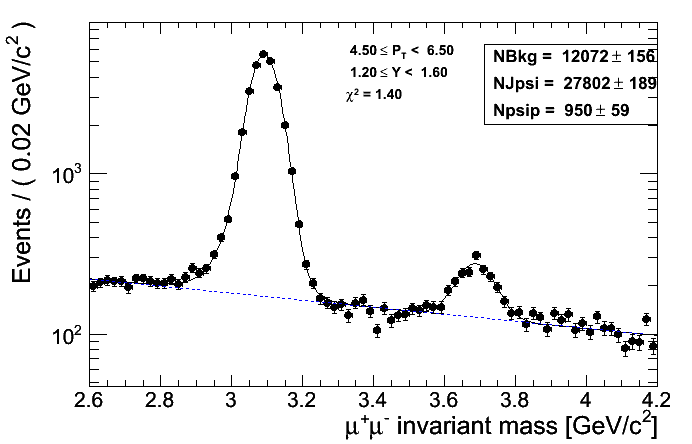 Events / ( 0.02 GeV/c² )
10³
10²
4.50 ≤ P_T < 6.50
1.20 ≤ Y < 1.60
χ² = 1.40
NBkg = 12072 ± 156
NJpsi = 27802 ± 189
Npsip = 950 ± 59
2.6 2.8 3 3.2 3.4 3.6 3.8 4 4.2
μ⁺μ⁻ invariant mass [GeV/c²]